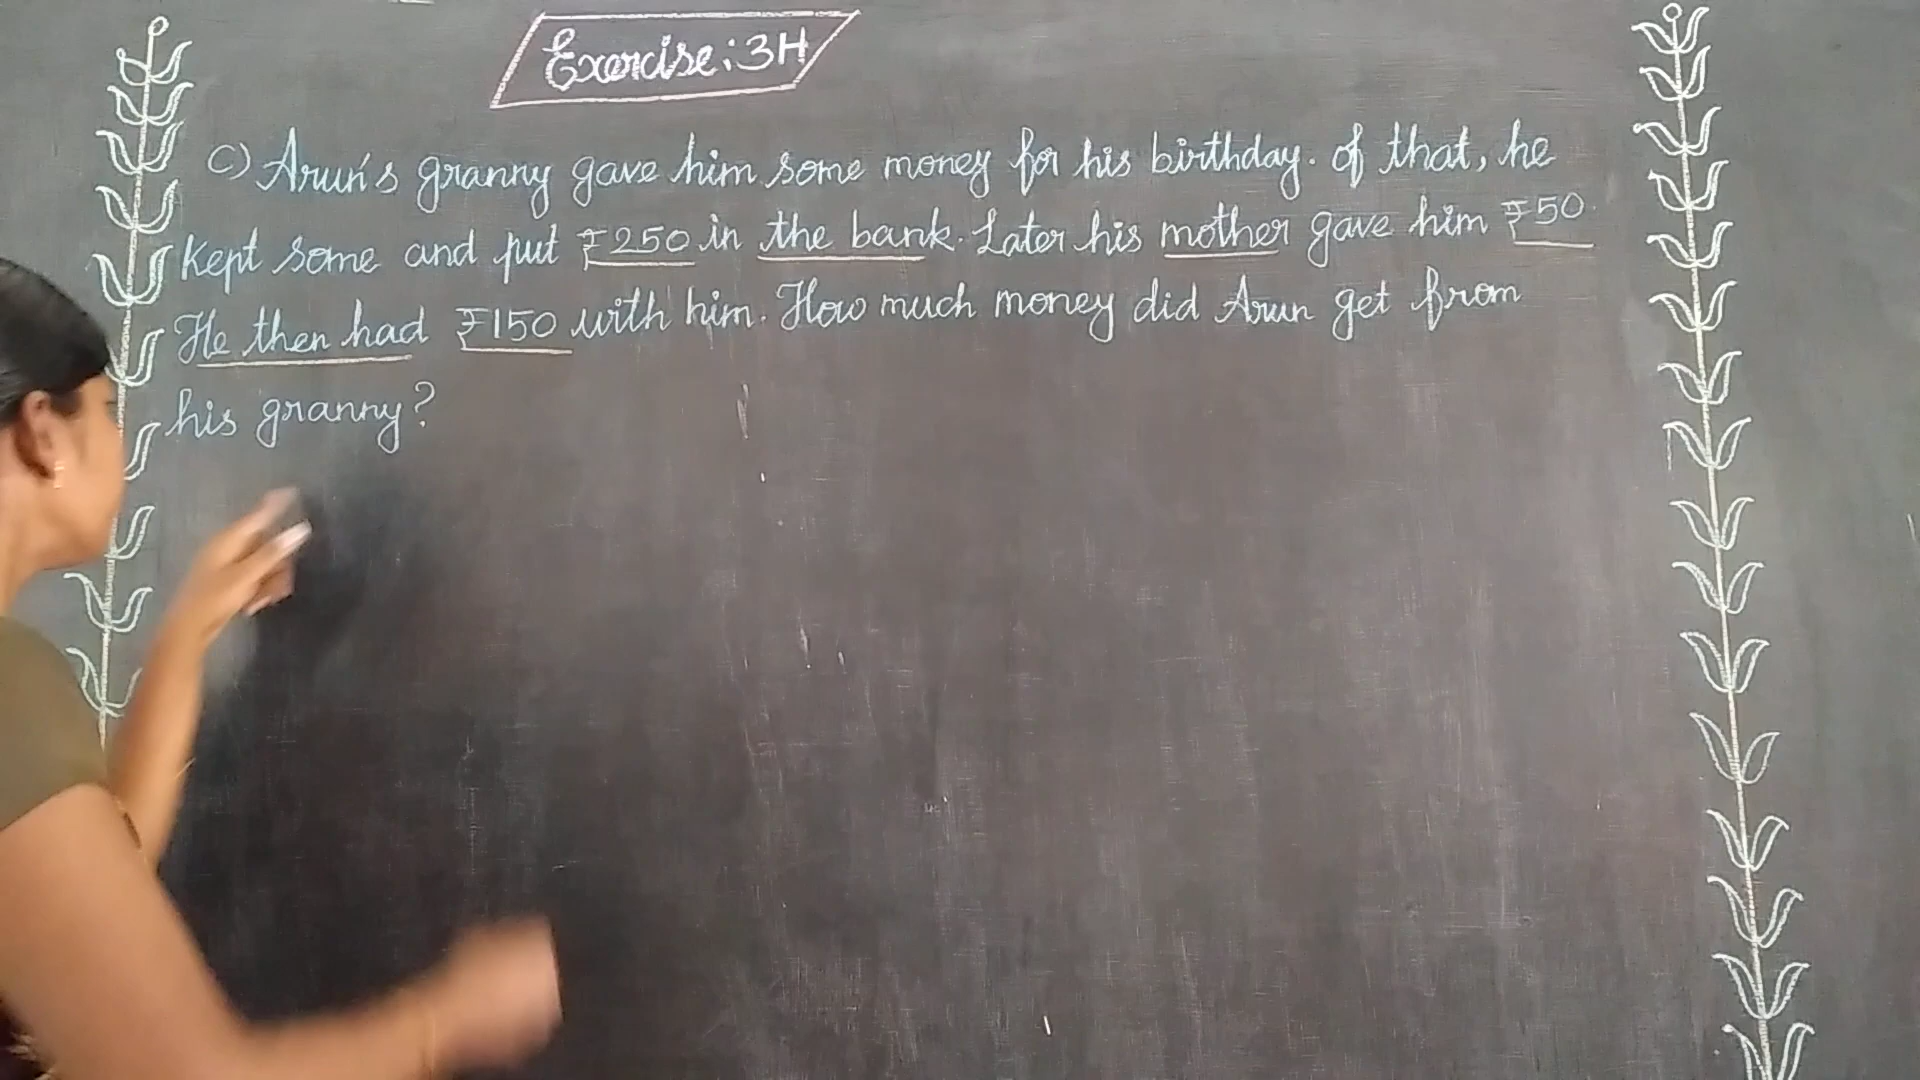 Exercise:3H
C) Arun's granny gave him some money for his birthday. Of that, he
kept some and put ₹250 in the bank. Later his mother gave him ₹50.
He then had ₹150 with him. How much money did Arun get from
his granny?